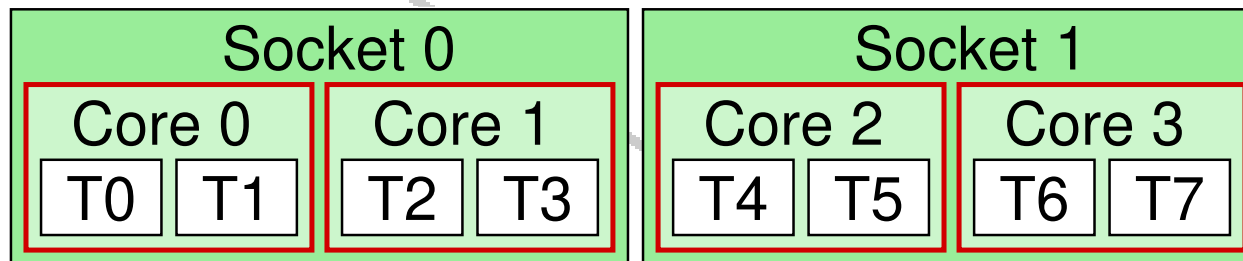 Socket 0
Socket 1
Core 0
Core 1
Core 2
Core 3
T0
T1
T2
T3
T4
T5
T6
T7